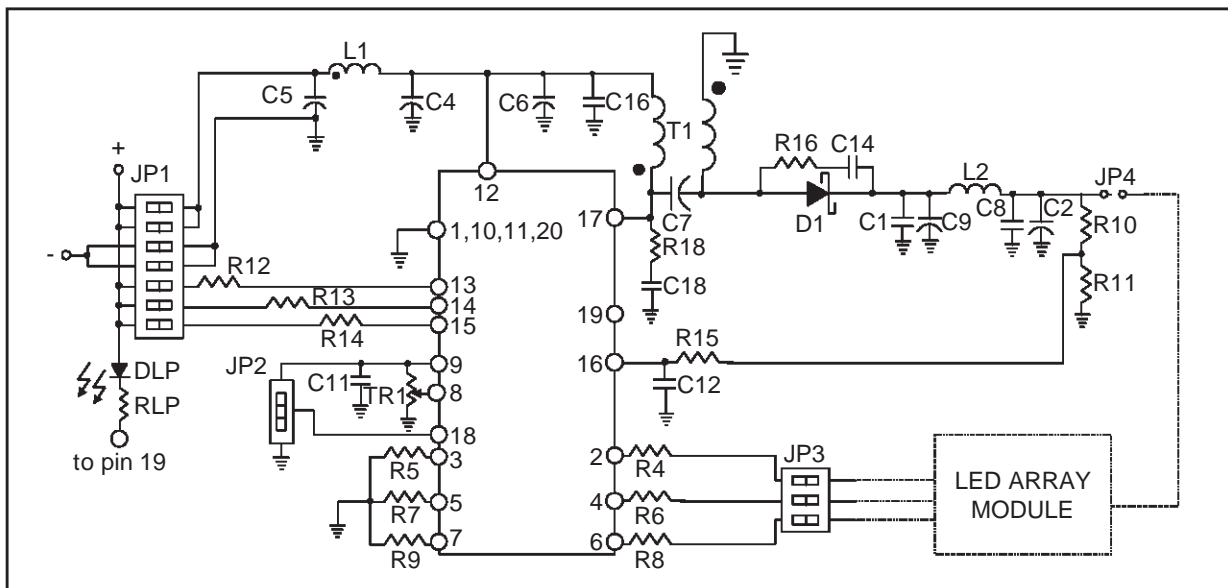 L1
C5
C4
C6
C16
T1
R16
C14
L2
JP4
+
JP1
12
17
C7
D1
C1
C9
C8
C2
R10
1,10,11,20
R18
-
R12
13
C18
R11
R13
14
19
R14
15
16
R15
DLP
JP2
C11
9
C12
TR1
8
RLP
18
to pin 19
R5
3
2
R4
JP3
LED ARRAY
MODULE
R7
5
4
R6
R9
7
6
R8